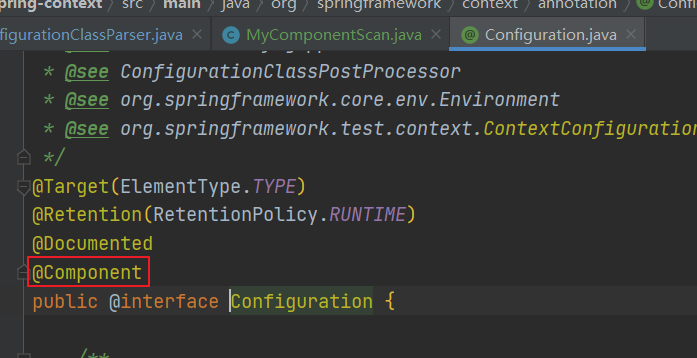 pring-context › src › main › java › org › springframework › context › annotation › Confi
figurationClassParser.java × MyComponentScan.java × Configuration.java ×
* @see ConfigurationClassPostProcessor
* @see org.springframework.core.env.Environment
* @see org.springframework.test.context.ContextConfiguration
*/
@Target(ElementType.TYPE)
@Retention(RetentionPolicy.RUNTIME)
@Documented
@Component
public @interface Configuration {
/**